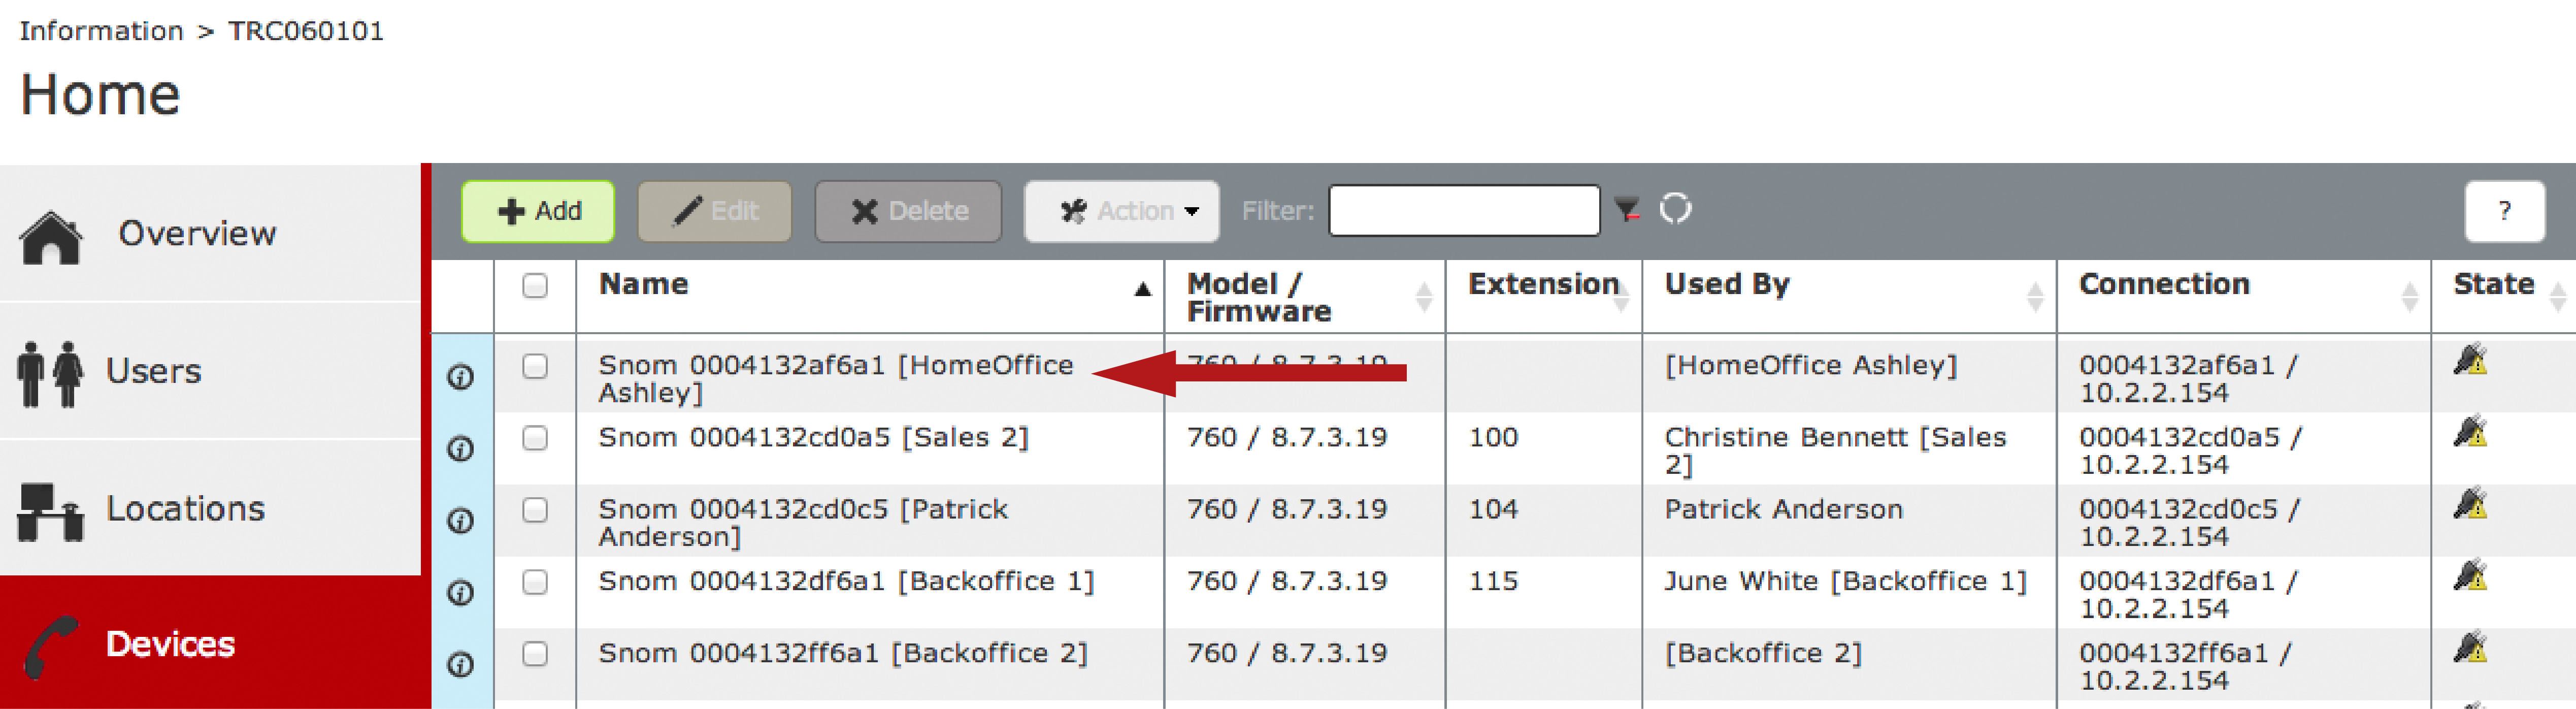 Information > TRC060101
Home
Overview
Users
Locations
Devices
Add
Edit
Delete
Action
Filter:
?
Name
Model /
Firmware
Extension
Used By
Connection
State
Snom 0004132af6a1 [HomeOffice
Ashley]
760 / 8.7.3.19
[HomeOffice Ashley]
0004132af6a1 /
10.2.2.154
Snom 0004132cd0a5 [Sales 2]
760 / 8.7.3.19
100
Christine Bennett [Sales
2]
0004132cd0a5 /
10.2.2.154
Snom 0004132cd0c5 [Patrick
Anderson]
760 / 8.7.3.19
104
Patrick Anderson
0004132cd0c5 /
10.2.2.154
Snom 0004132df6a1 [Backoffice 1]
760 / 8.7.3.19
115
June White [Backoffice 1]
0004132df6a1 /
10.2.2.154
Snom 0004132ff6a1 [Backoffice 2]
760 / 8.7.3.19
[Backoffice 2]
0004132ff6a1 /
10.2.2.154